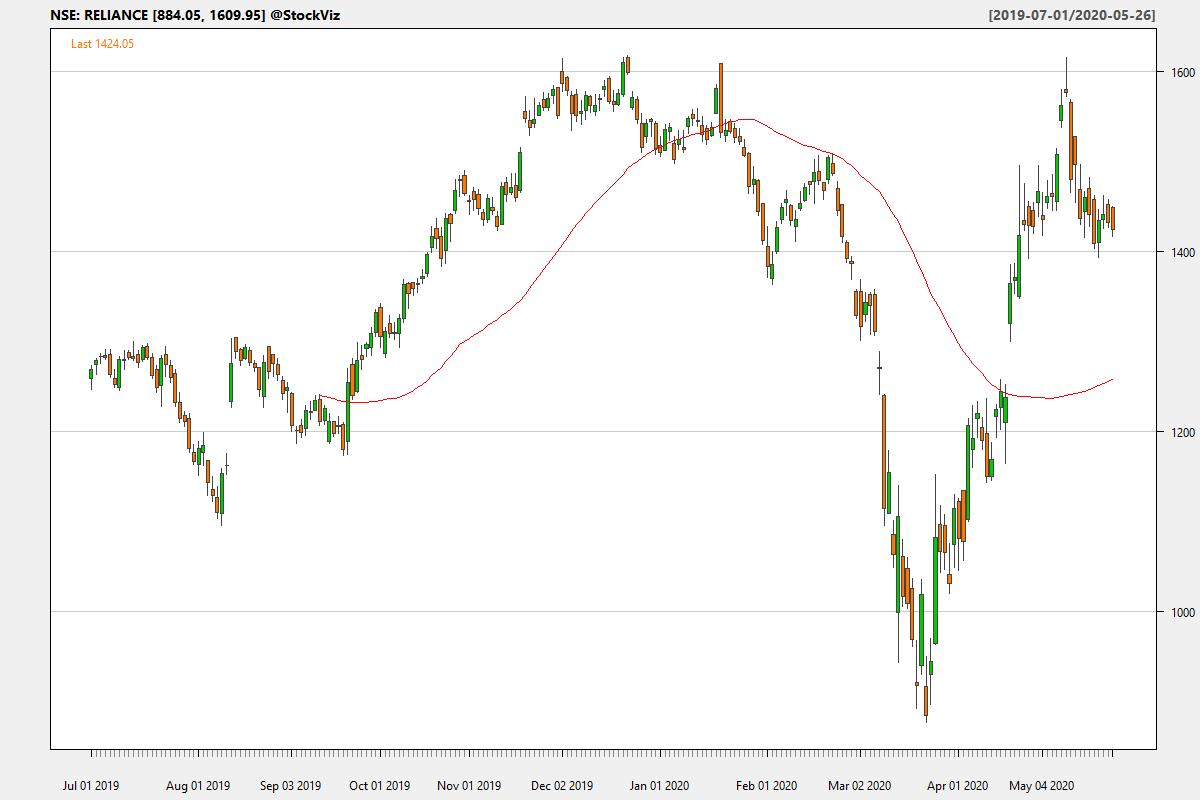 NSE: RELIANCE [884.05, 1609.95] @StockViz [2019-07-01/2020-05-26]
Last 1424.05
1600
1400
1200
1000
Jul 01 2019 Aug 01 2019 Sep 03 2019 Oct 01 2019 Nov 01 2019 Dec 02 2019 Jan 01 2020 Feb 01 2020 Mar 02 2020 Apr 01 2020 May 04 2020